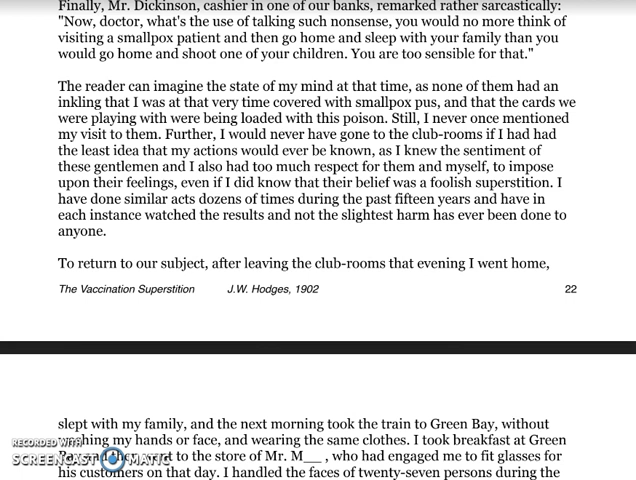 Finally, Mr. Dickinson, cashier in one of our banks, remarked rather sarcastically:
"Now, doctor, what's the use of talking such nonsense, you would no more think of
visiting a smallpox patient and then go home and sleep with your family than you
would go home and shoot one of your children. You are too sensible for that."
The reader can imagine the state of my mind at that time, as none of them had an
inkling that I was at that very time covered with smallpox pus, and that the cards we
were playing with were being loaded with this poison. Still, I never once mentioned
my visit to them. Further, I would never have gone to the club-rooms if I had had
the least idea that my actions would ever be known, as I knew the sentiment of
these gentlemen and I also had too much respect for them and myself, to impose
upon their feelings, even if I did know that their belief was a foolish superstition. I
have done similar acts dozens of times during the past fifteen years and have in
each instance watched the results and not the slightest harm has ever been done to
anyone.
To return to our subject, after leaving the club-rooms that evening I went home,
The Vaccination Superstition J.W. Hodges, 1902 22
slept with my family, and the next morning took the train to Green Bay, without
washing my hands or face, and wearing the same clothes. I took breakfast at Green
to the store of Mr. M__ , who had engaged me to fit glasses for
his customers on that day. I handled the faces of twenty-seven persons during the
RECORDED WITH
SCREENCAST MATIC